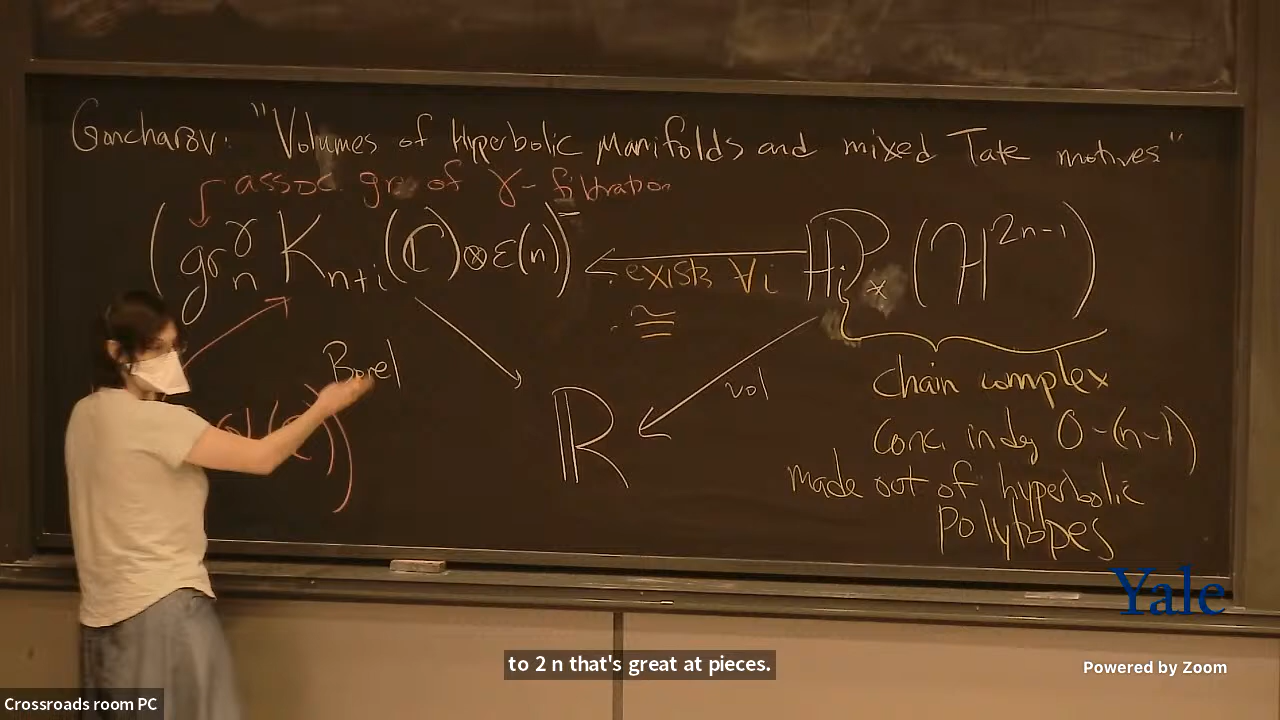 Goncharov: "Volumes of Hyperbolic Manifolds and mixed Tate motives"
assoc. gr of γ-filtration
(gr_n^γ K_{n+i}(ℂ)⊗ε(n)) ← H_i P_*(H^{2n-1})
exists ∀i
≅
Borel
vol
ℝ
chain complex
conc. in deg 0-(n-1)
made out of hyperbolic
polytopes
Yale
to 2 n that's great at pieces.
Powered by Zoom
Crossroads room PC